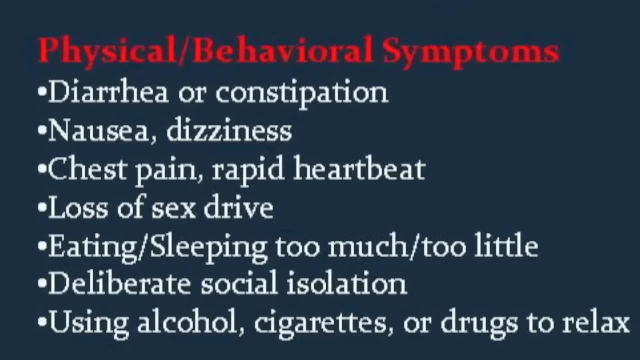 Physical/Behavioral Symptoms
•Diarrhea or constipation
•Nausea, dizziness
•Chest pain, rapid heartbeat
•Loss of sex drive
•Eating/Sleeping too much/too little
•Deliberate social isolation
•Using alcohol, cigarettes, or drugs to relax